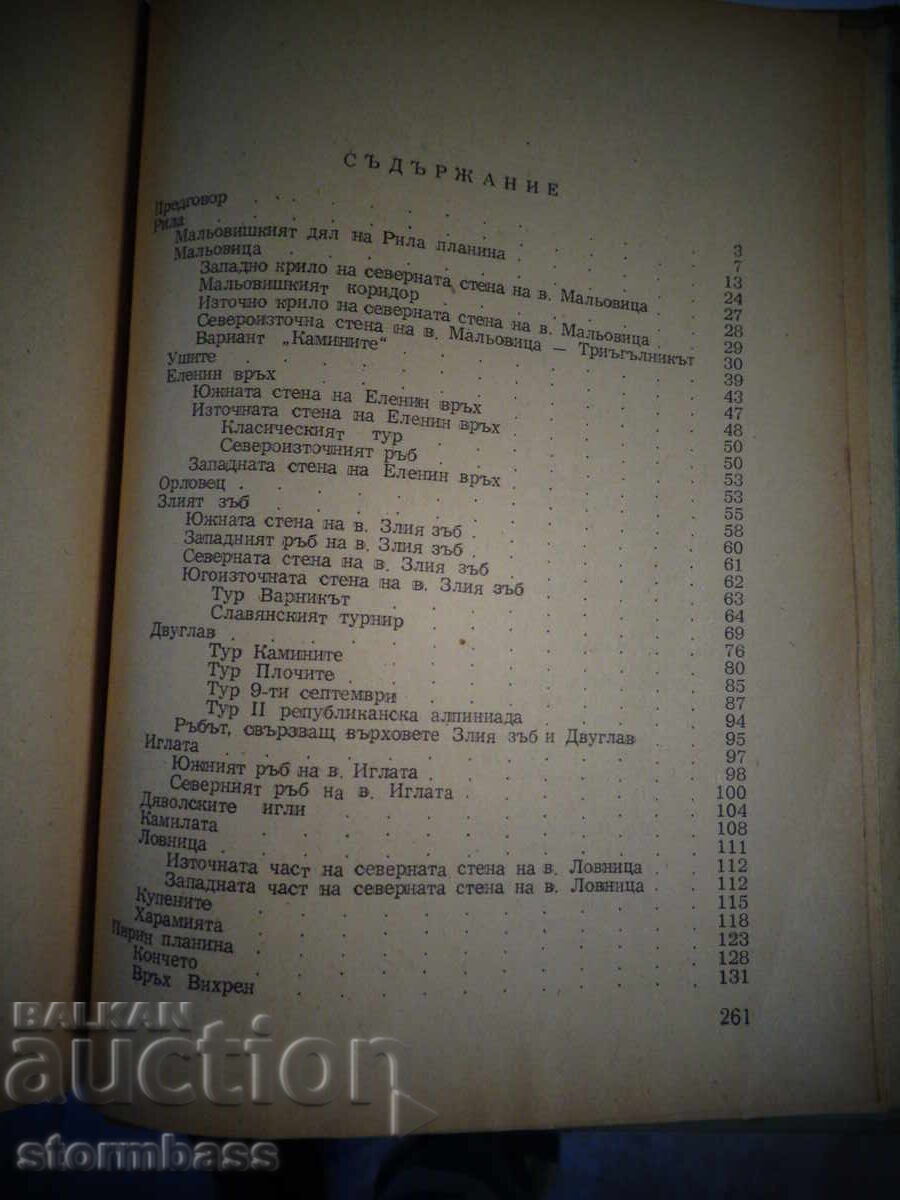 СЪДЪРЖАНИЕ
Предговор . . . . . . . . 3
Рила . . . . . . . . 7
Мальовишкият дял на Рила планина . . . . 13
Мальовица . . . . . . . . 24
Западно крило на северната стена на в. Мальовица . . 27
Мальовишкият коридор . . . . . . 28
Източно крило на северната стена на в. Мальовица . 29
Североизточна стена на в. Мальовица — Триъгълникът 30
Вариант „Камините“ . . . . . . 39
Ушите . . . . . . . . 43
Еленин връх . . . . . . . . 47
Южната стена на Еленин връх . . . . . 48
Източната стена на Еленин връх . . . . . 50
Класическият тур . . . . . . 50
Североизточният ръб . . . . . . 53
Западната стена на Еленин връх . . . . . 53
Орловец . . . . . . . . 55
Злият зъб . . . . . . . . 58
Южната стена на в. Злия зъб . . . . . 60
Западният ръб на в. Злия зъб . . . . . 61
Северната стена на в. Злия зъб . . . . . 62
Югоизточната стена на в. Злия зъб . . . . 63
Тур Варникът . . . . . . . 64
Славянският турнир . . . . . . 69
Двуглав . . . . . . . . 76
Тур Камините . . . . . . . 80
Тур Плочите . . . . . . . 85
Тур 9-ти септември . . . . . . 87
Тур II републиканска алпиниада . . . . 94
Ръбът, свързващ върховете Злия зъб и Двуглав . . 95
Иглата . . . . . . . . 97
Южният ръб на в. Иглата . . . . . 98
Северният ръб на в. Иглата . . . . . 100
Дяволските игли . . . . . . . 104
Камилата . . . . . . . . 108
Ловница . . . . . . . . 111
Източната част на северната стена на в. Ловница . . 112
Западната част на северната стена на в. Ловница . . 112
Купените . . . . . . . . 115
Харамията . . . . . . . . 118
Пирин планина . . . . . . . 123
Кончето . . . . . . . . 128
Връх Вихрен . . . . . . . 131
261
BALKAN
auction
stormbass